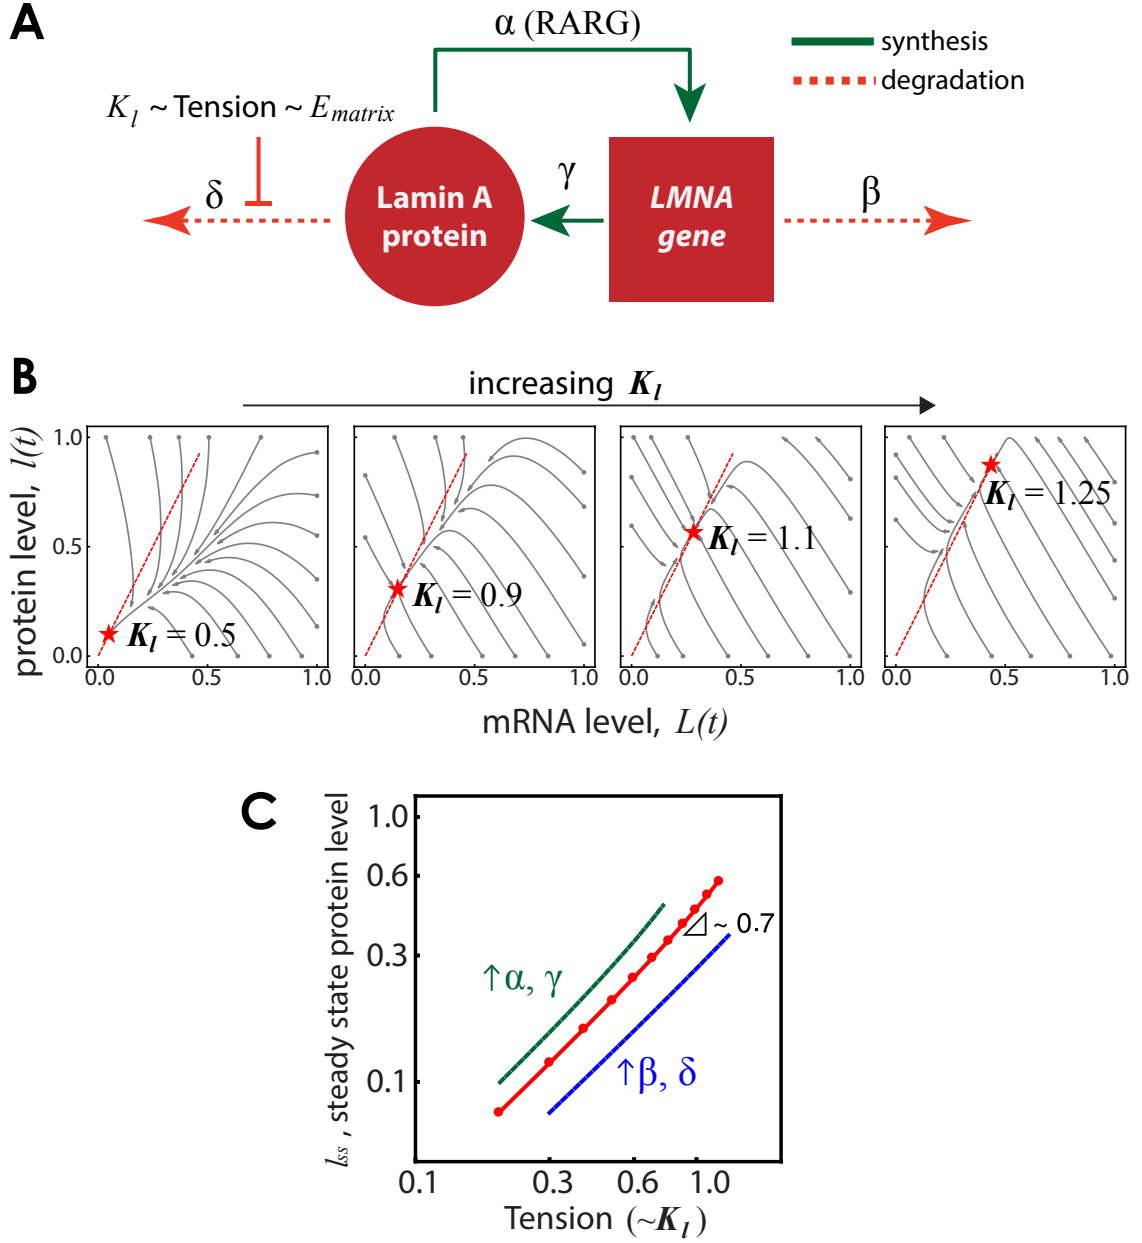 A
α (RARG)
synthesis
degradation
K_l ~ Tension ~ E_matrix
δ
Lamin A
protein
γ
LMNA
gene
β
B
increasing K_l
protein level, l(t)
1.0
0.5
0.0
K_l = 0.5
K_l = 0.9
K_l = 1.1
K_l = 1.25
0.0 0.5 1.0
0.0 0.5 1.0
0.0 0.5 1.0
0.0 0.5 1.0
mRNA level, L(t)
C
l_ss , steady state protein level
1.0
0.6
0.3
0.1
~ 0.7
↑α, γ
↑β, δ
0.1 0.3 0.6 1.0
Tension (~K_l)